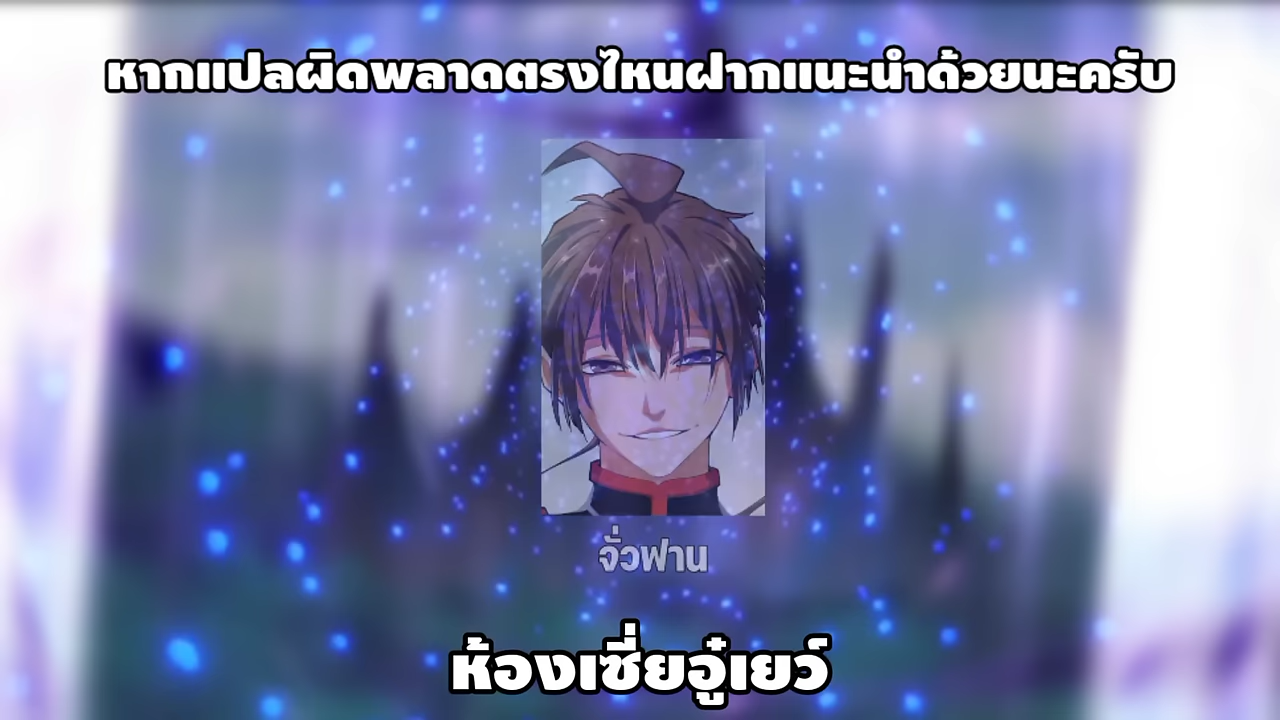 หากแปลผิดพลาดตรงไหนฝากแนะนำด้วยนะครับ
จั่วฟาน
ห้องเซี่ยอู๋เยว์